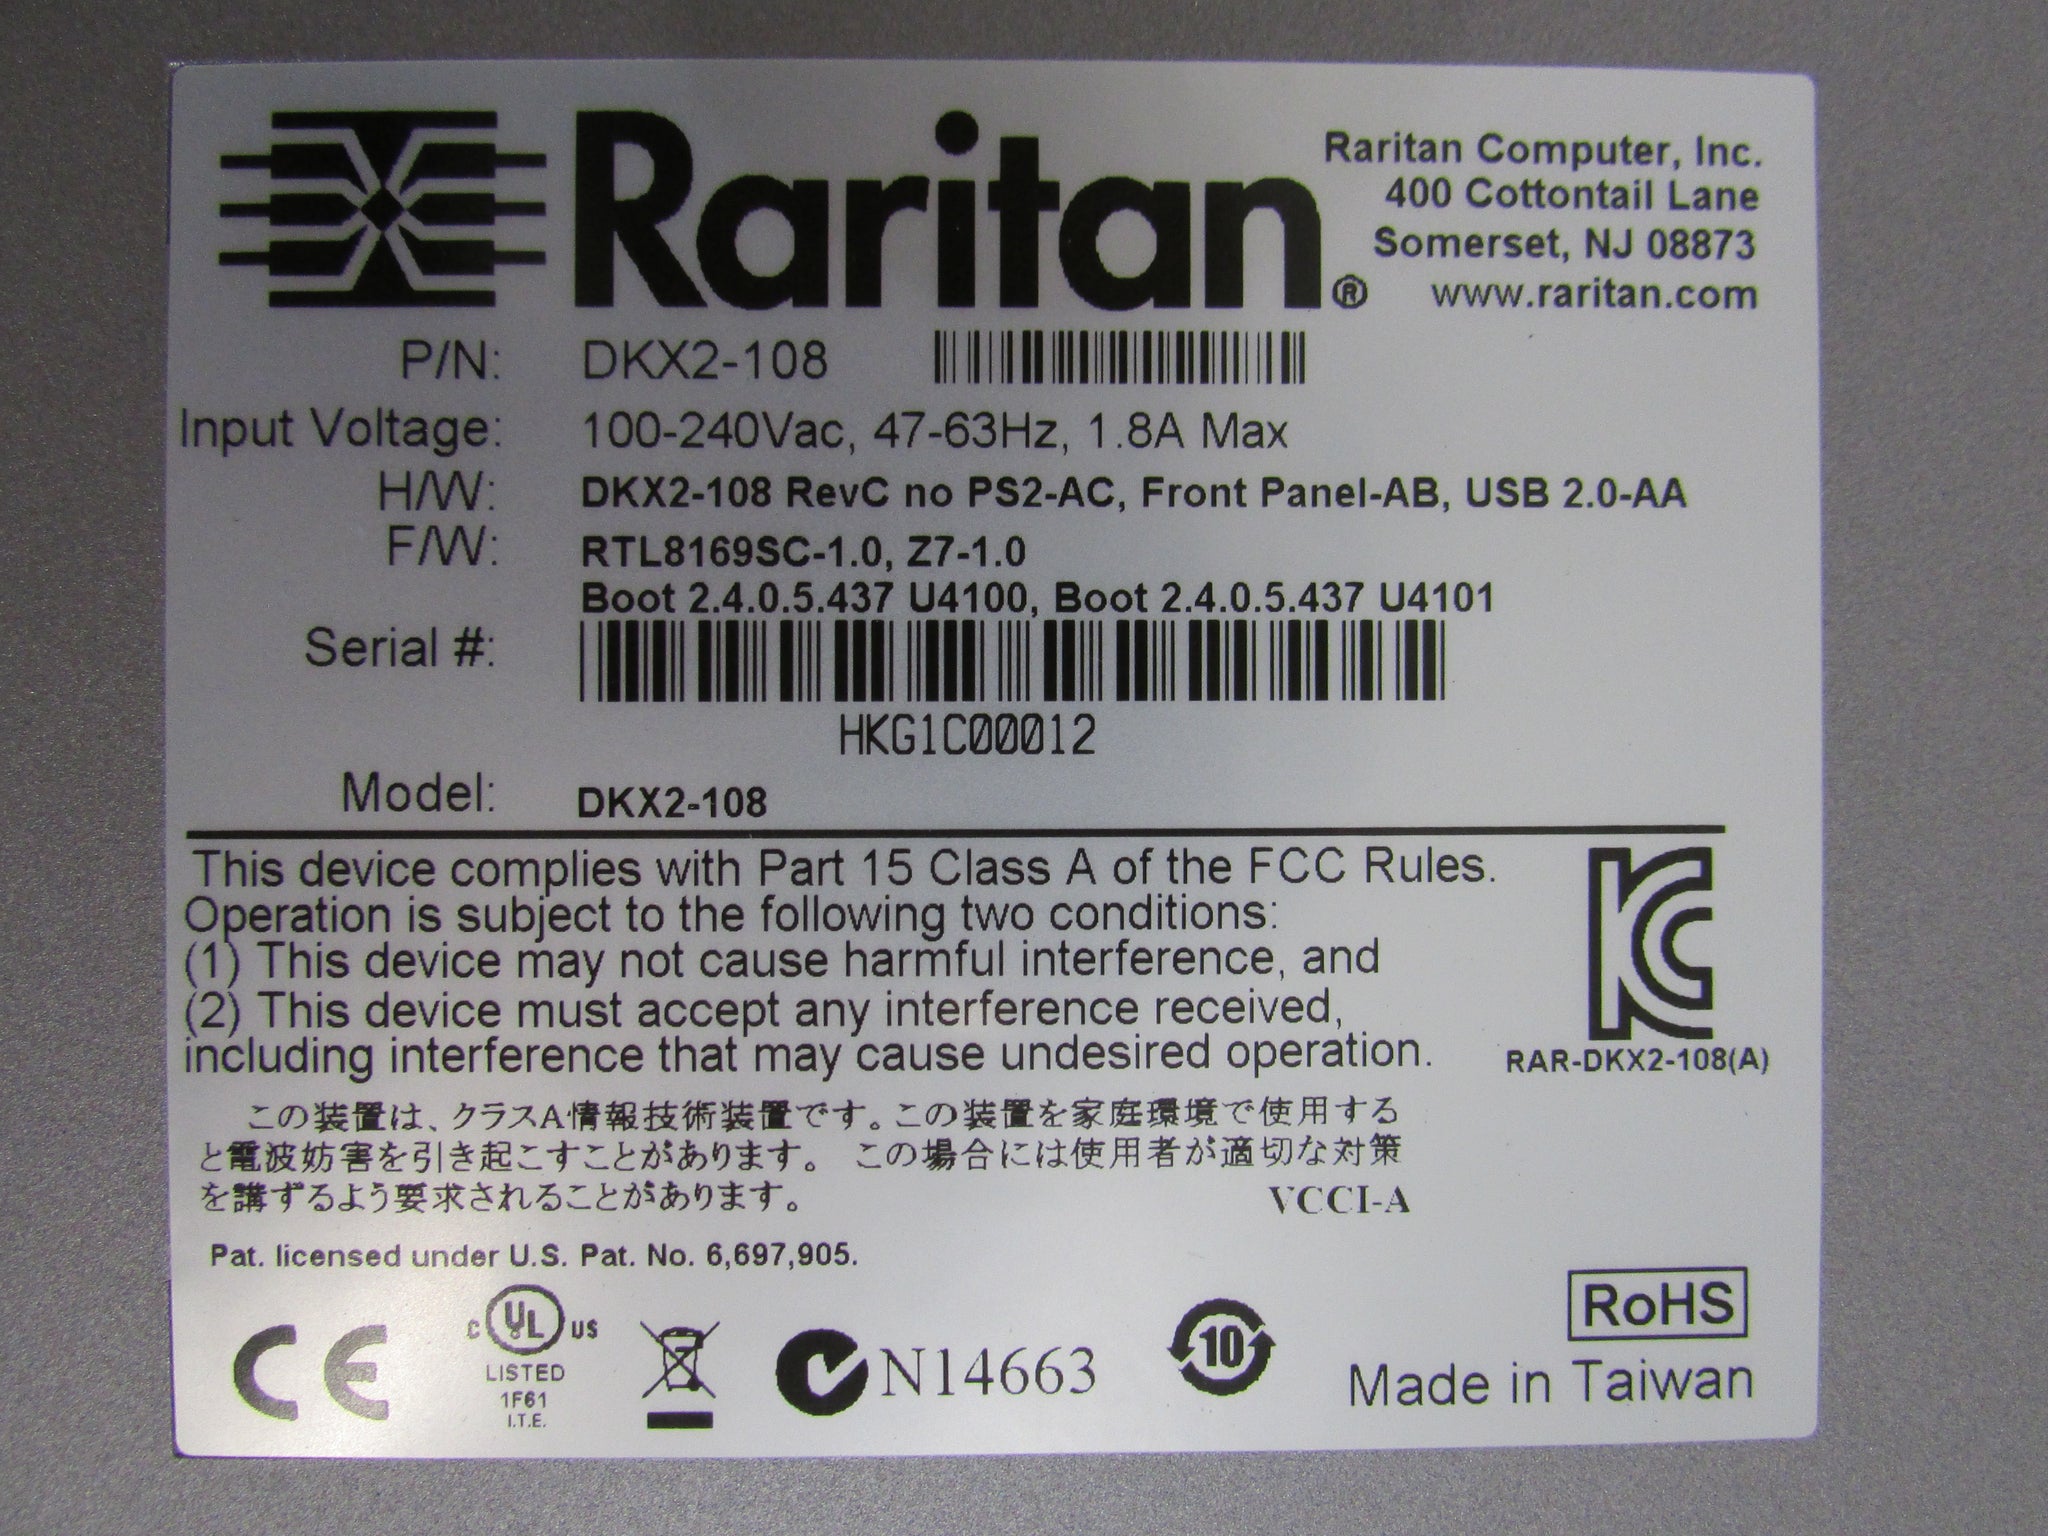 Raritan®
Raritan Computer, Inc.
400 Cottontail Lane
Somerset, NJ 08873
www.raritan.com
P/N: DKX2-108
Input Voltage: 100-240Vac, 47-63Hz, 1.8A Max
H/W: DKX2-108 RevC no PS2-AC, Front Panel-AB, USB 2.0-AA
F/W: RTL8169SC-1.0, Z7-1.0
Boot 2.4.0.5.437 U4100, Boot 2.4.0.5.437 U4101
Serial #:
HKG1C00012
Model: DKX2-108
This device complies with Part 15 Class A of the FCC Rules.
Operation is subject to the following two conditions:
(1) This device may not cause harmful interference, and
(2) This device must accept any interference received,
including interference that may cause undesired operation.
KC
RAR-DKX2-108(A)
この装置は、クラスA情報技術装置です。この装置を家庭環境で使用する
と電波妨害を引き起こすことがあります。 この場合には使用者が適切な対策
を講ずるよう要求されることがあります。 VCCI-A
Pat. licensed under U.S. Pat. No. 6,697,905.
CE
C UL US
LISTED
1F61
I.T.E.
N14663
10
RoHS
Made in Taiwan